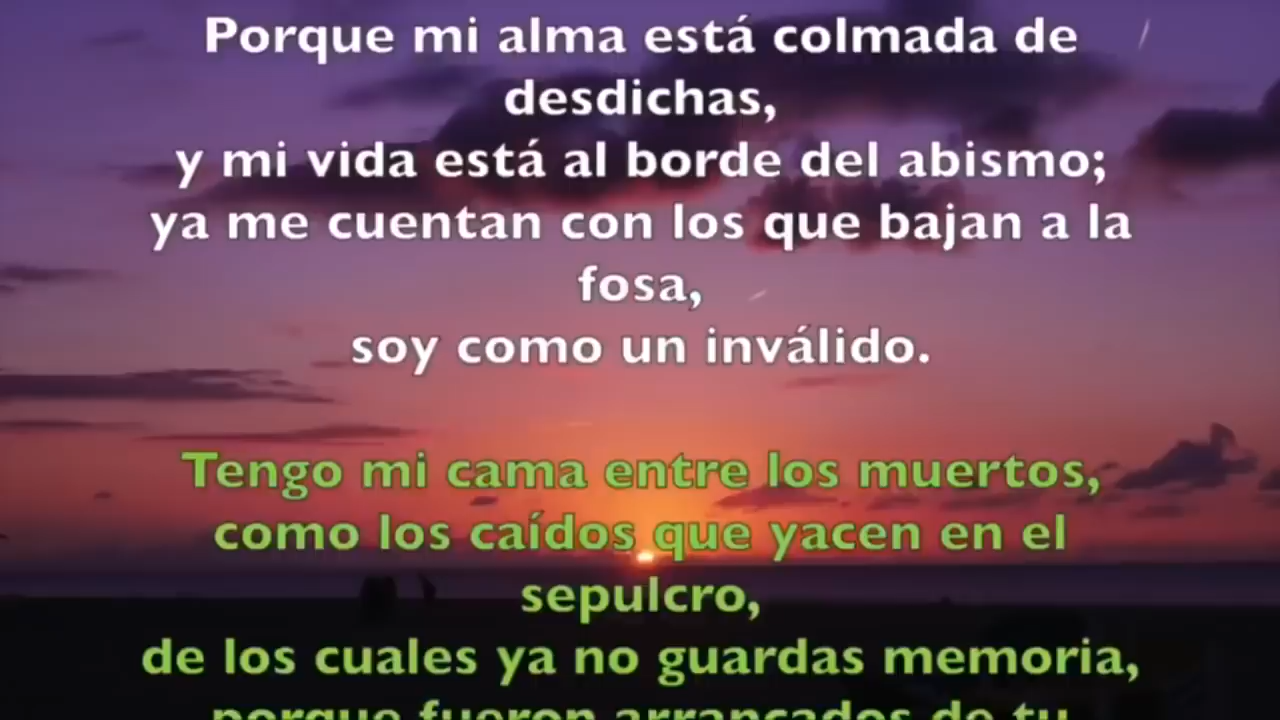 Porque mi alma está colmada de
desdichas,
y mi vida está al borde del abismo;
ya me cuentan con los que bajan a la
fosa,
soy como un inválido.
Tengo mi cama entre los muertos,
como los caídos que yacen en el
sepulcro,
de los cuales ya no guardas memoria,
porque fueron arrancados de tu